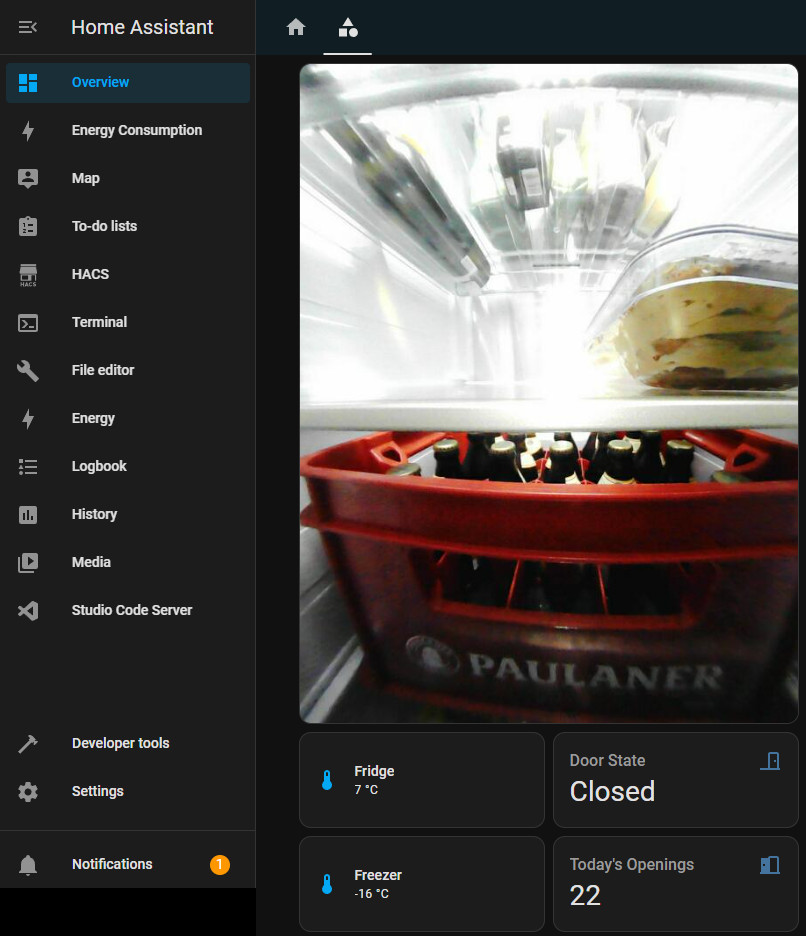 Home Assistant
Overview
Energy Consumption
Map
To-do lists
HACS
HACS
Terminal
File editor
Energy
Logbook
History
Media
Studio Code Server
Developer tools
Settings
Notifications
1
PAULANER
Fridge
7 °C
Door State
Closed
Freezer
-16 °C
Today's Openings
22